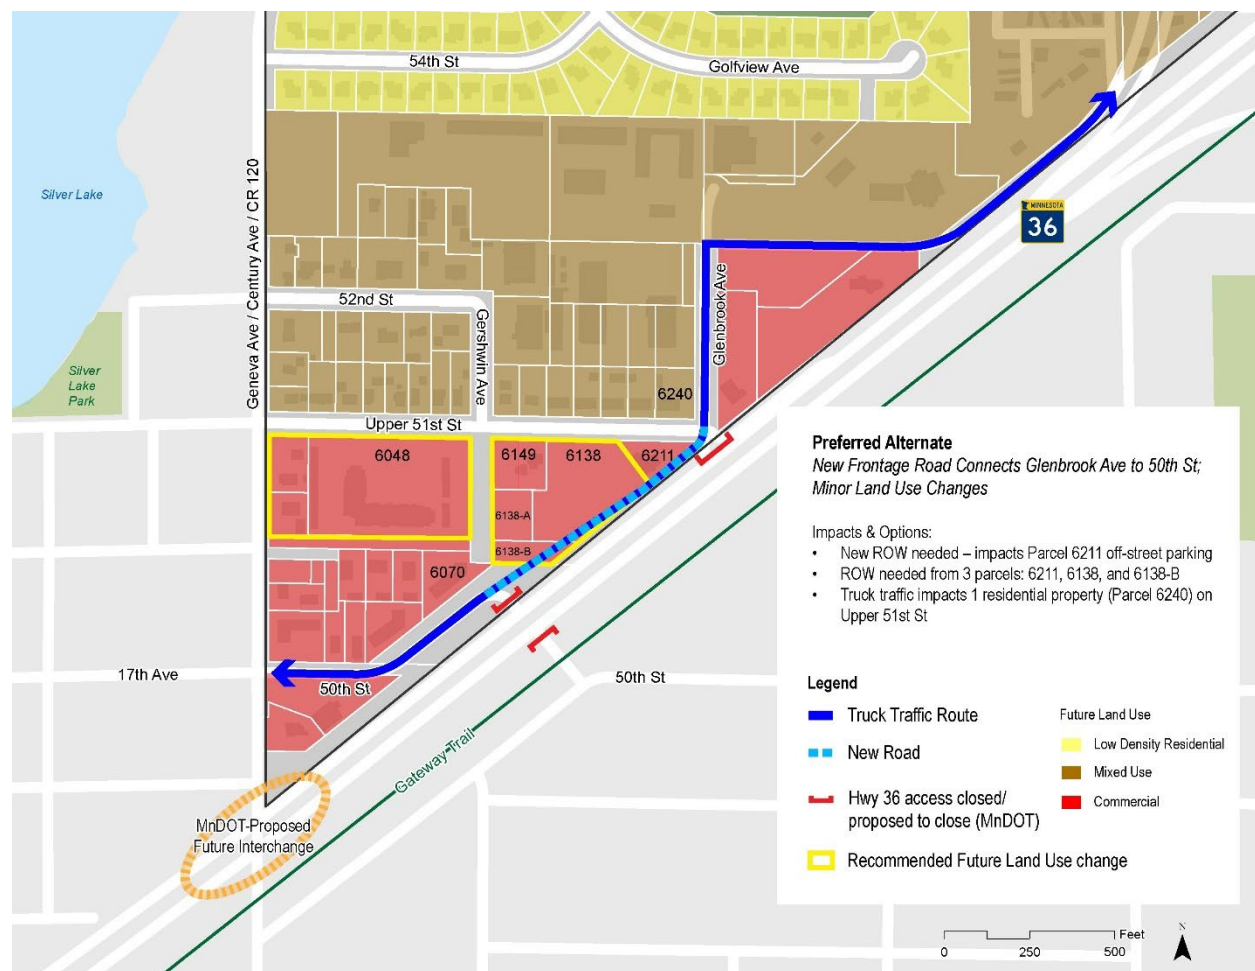 54th St
Golfview Ave
Geneva Ave / Century Ave / CR 120
Silver Lake
MINNESOTA
36
52nd St
Gershwin Ave
Glenbrook Ave
Silver
Lake
Park
6240
Upper 51st St
6048
6149
6138
6211
6138-A
6138-B
6070
17th Ave
50th St
50th St
Gateway Trail
MnDOT-Proposed
Future Interchange
Preferred Alternate
New Frontage Road Connects Glenbrook Ave to 50th St;
Minor Land Use Changes
Impacts & Options:
• New ROW needed – impacts Parcel 6211 off-street parking
• ROW needed from 3 parcels: 6211, 6138, and 6138-B
• Truck traffic impacts 1 residential property (Parcel 6240) on
Upper 51st St
Legend
Truck Traffic Route
New Road
Hwy 36 access closed/
proposed to close (MnDOT)
Recommended Future Land Use change
Future Land Use
Low Density Residential
Mixed Use
Commercial
Feet
0 250 500
N